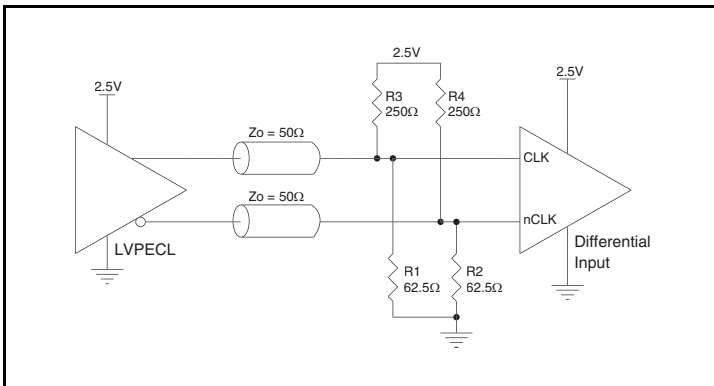 2.5V
2.5V
2.5V
R3
250Ω
R4
250Ω
Zo = 50Ω
CLK
Zo = 50Ω
nCLK
LVPECL
Differential
Input
R1
62.5Ω
R2
62.5Ω